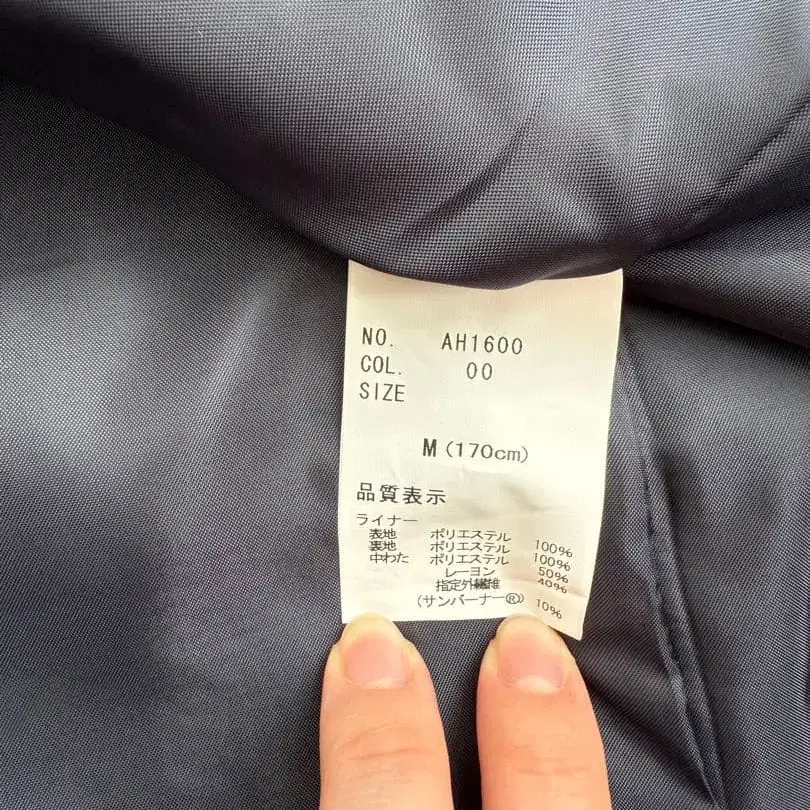 NO. AH1600
COL. 00
SIZE
M (170cm)
品質表示
ライナー
表地 ポリエステル 100%
裏地 ポリエステル 100%
中わた ポリエステル 50%
レーヨン 40%
指定外繊維
(サンバーナー®) 10%